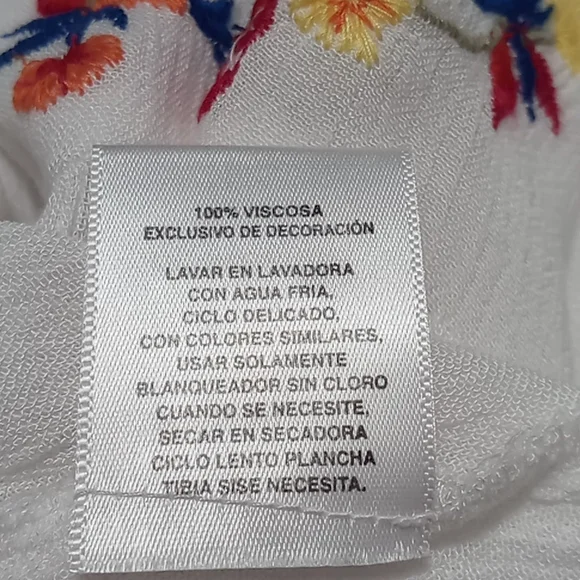 100% VISCOSA
EXCLUSIVO DE DECORACIÓN
LAVAR EN LAVADORA
CON AGUA FRIA,
CICLO DELICADO,
CON COLORES SIMILARES,
USAR SOLAMENTE
BLANQUEADOR SIN CLORO
CUANDO SE NECESITE,
SECAR EN SECADORA
CICLO LENTO PLANCHA
TIBIA SISE NECESITA.